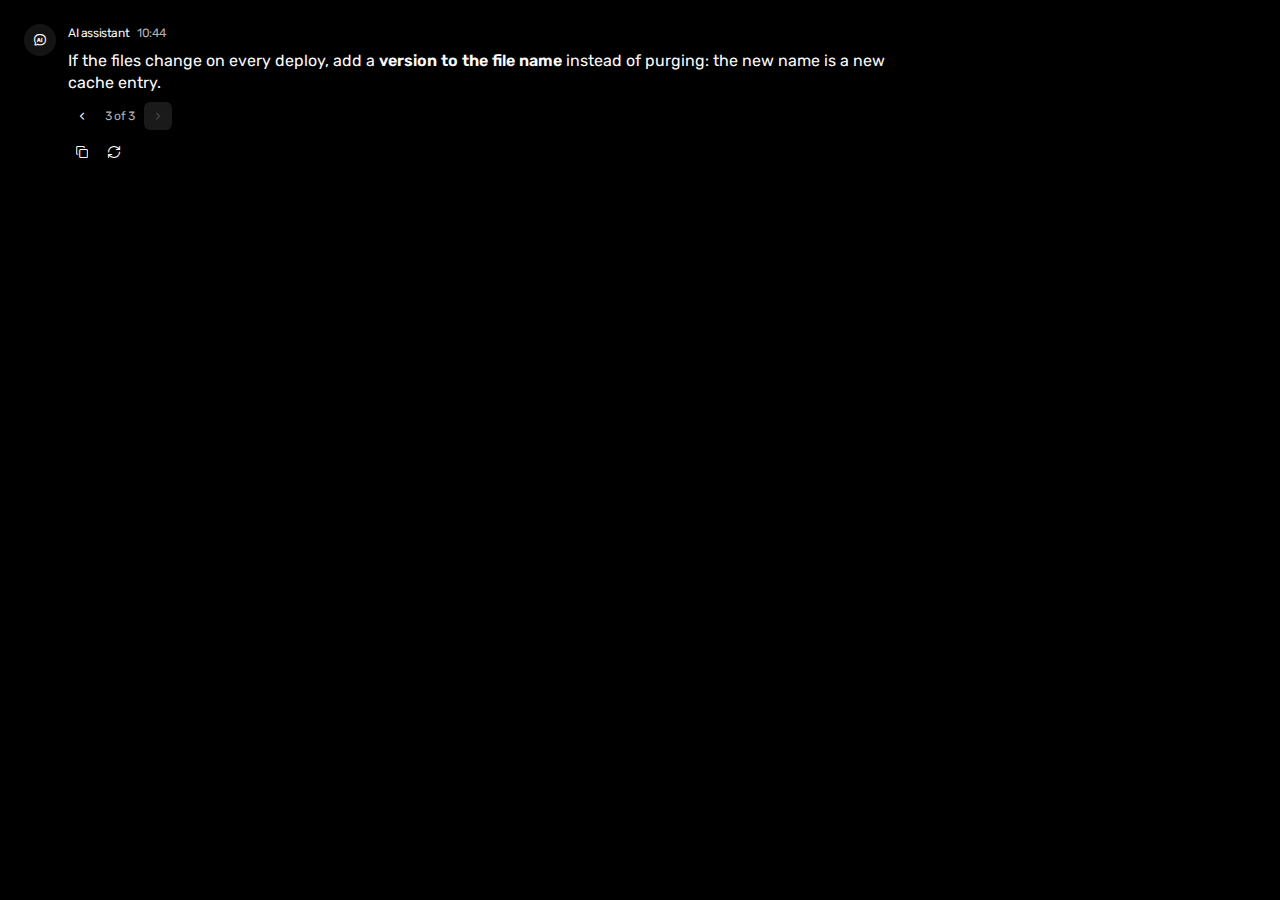 AI assistant 10:44
If the files change on every deploy, add a version to the file name instead of purging: the new name is a new
cache entry.
3 of 3